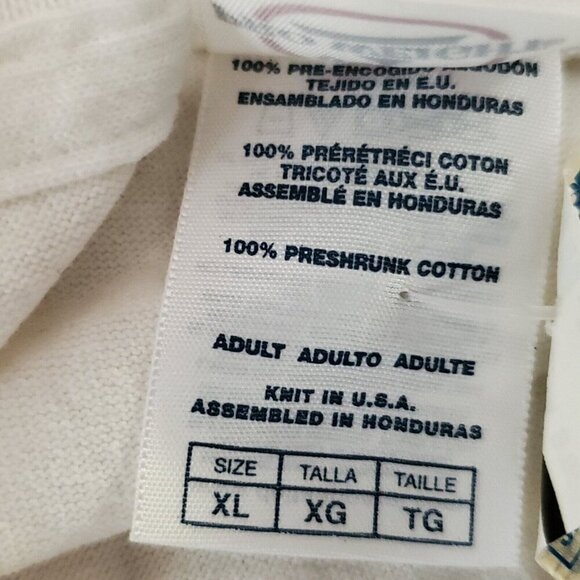 100% PRE-ENCOGIDO ALGODÓN
TEJIDO EN E.U.
ENSAMBLADO EN HONDURAS
100% PRÉRÉTRÉCI COTON
TRICOTÉ AUX É.U.
ASSEMBLÉ EN HONDURAS
100% PRESHRUNK COTTON
ADULT ADULTO ADULTE
KNIT IN U.S.A.
ASSEMBLED IN HONDURAS
SIZE TALLA TAILLE
XL XG TG